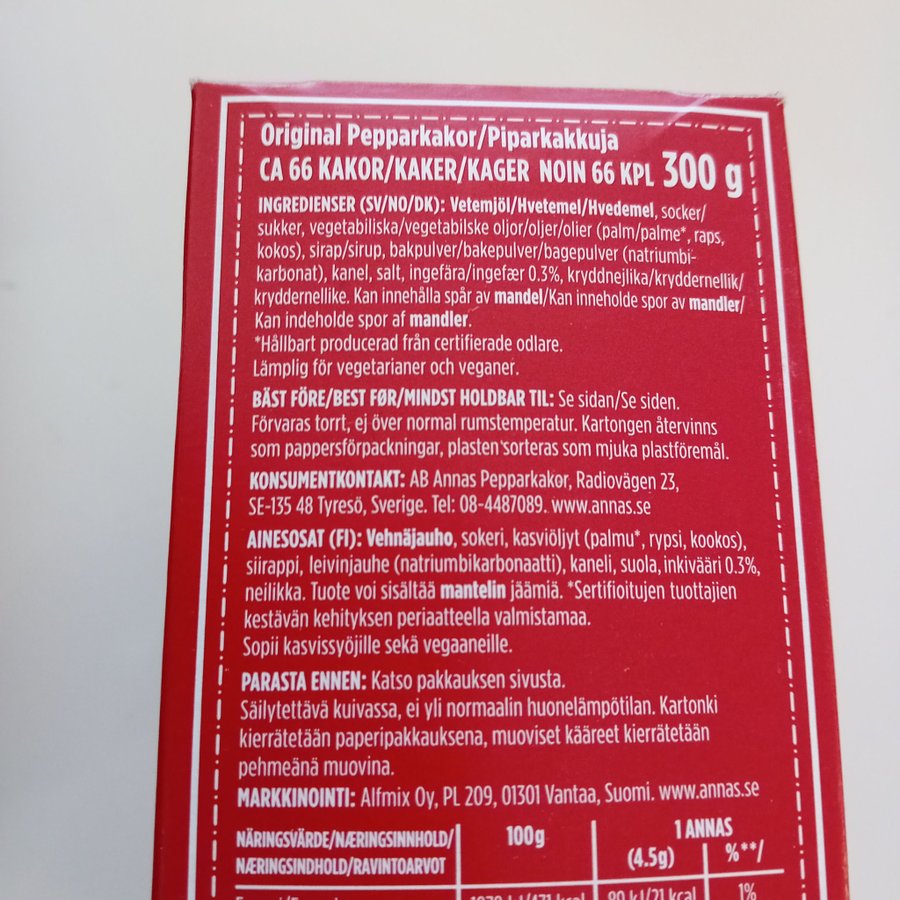 Original Pepparkakor/Piparkakkuja
CA 66 KAKOR/KAKER/KAGER NOIN 66 KPL 300 g
INGREDIENSER (SV/NO/DK): Vetemjöl/Hvetemel/Hvedemel, socker/
sukker, vegetabiliska/vegetabilske oljor/oljer/olier (palm/palme*, raps,
kokos), sirap/sirup, bakpulver/bakepulver/bagepulver (natriumbi-
karbonat), kanel, salt, ingefära/ingefær 0.3%, kryddnejlika/kryddernellik/
kryddernellike. Kan innehålla spår av mandel/Kan inneholde spor av mandler/
Kan indeholde spor af mandler.
*Hållbart producerad från certifierade odlare.
Lämplig för vegetarianer och veganer.
BÄST FÖRE/BEST FØR/MINDST HOLDBAR TIL: Se sidan/Se siden.
Förvaras torrt, ej över normal rumstemperatur. Kartongen återvinns
som pappersförpackningar, plasten sorteras som mjuka plastföremål.
KONSUMENTKONTAKT: AB Annas Pepparkakor, Radiovägen 23,
SE-135 48 Tyresö, Sverige. Tel: 08-4487089. www.annas.se
AINESOSAT (FI): Vehnäjauho, sokeri, kasviöljyt (palmu*, rypsi, kookos),
siirappi, leivinjauhe (natriumbikarbonaatti), kaneli, suola, inkivääri 0.3%,
neilikka. Tuote voi sisältää mantelin jäämiä. *Sertifioitujen tuottajien
kestävän kehityksen periaatteella valmistamaa.
Sopii kasvissyöjille sekä vegaaneille.
PARASTA ENNEN: Katso pakkauksen sivusta.
Säilytettävä kuivassa, ei yli normaalin huonelämpötilan. Kartonki
kierrätetään paperipakkauksena, muoviset kääreet kierrätetään
pehmeänä muovina.
MARKKINOINTI: Alfmix Oy, PL 209, 01301 Vantaa, Suomi. www.annas.se
NÄRINGSVÄRDE/NÆRINGSINNHOLD/ 100g 1 ANNAS
NÆRINGSINDHOLD/RAVINTOARVOT (4.5g) %**/
1%